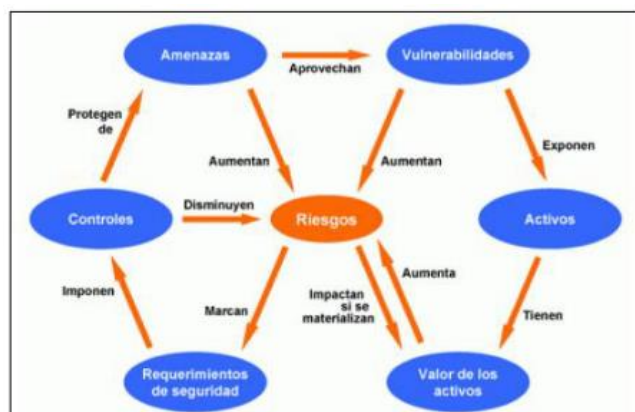 Amenazas
Aprovechan
Vulnerabilidades
Protegen
de
Aumentan
Aumentan
Exponen
Controles
Disminuyen
Riesgos
Activos
Imponen
Marcan
Impactan
si se
materializan
Aumenta
Tienen
Requerimientos
de seguridad
Valor de los
activos